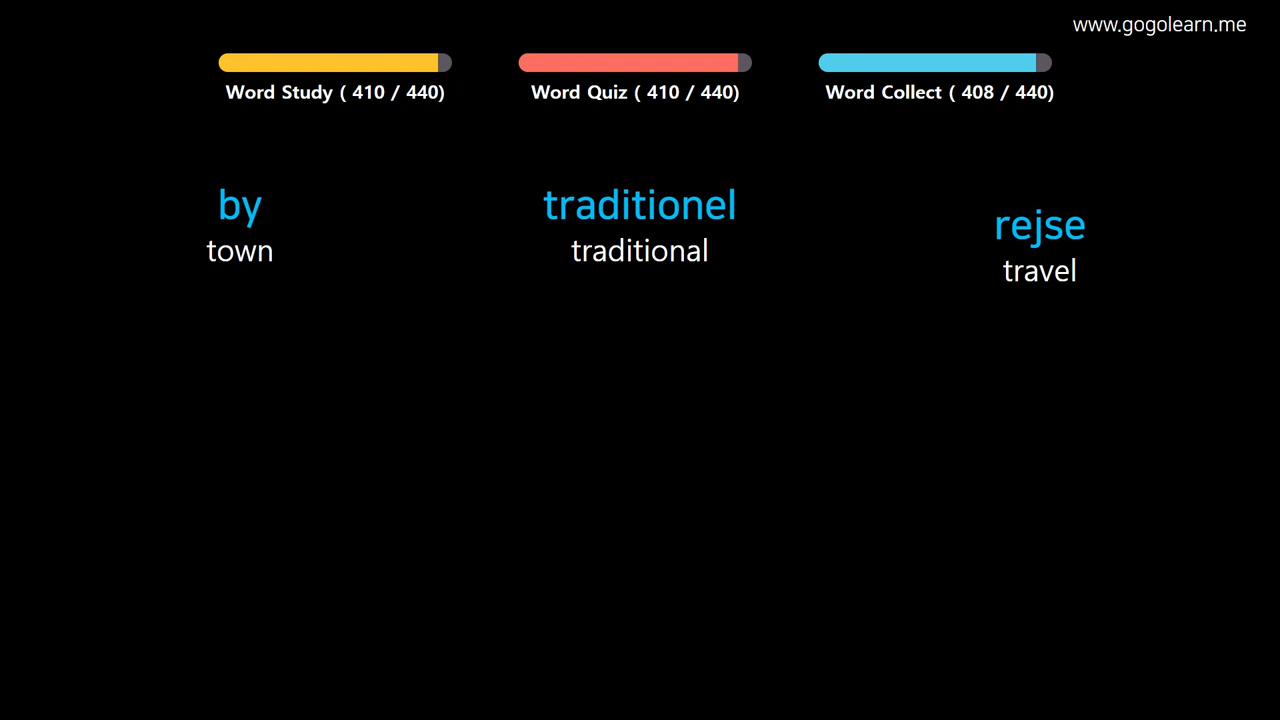 www.gogolearn.me
Word Study ( 410 / 440)
Word Quiz ( 410 / 440)
Word Collect ( 408 / 440)
by
town
traditionel
traditional
rejse
travel